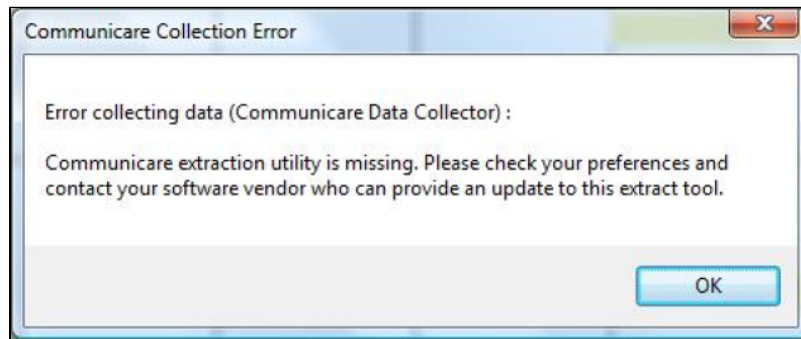 Communicare Collection Error
Error collecting data (Communicare Data Collector) :
Communicare extraction utility is missing. Please check your preferences and
contact your software vendor who can provide an update to this extract tool.
OK